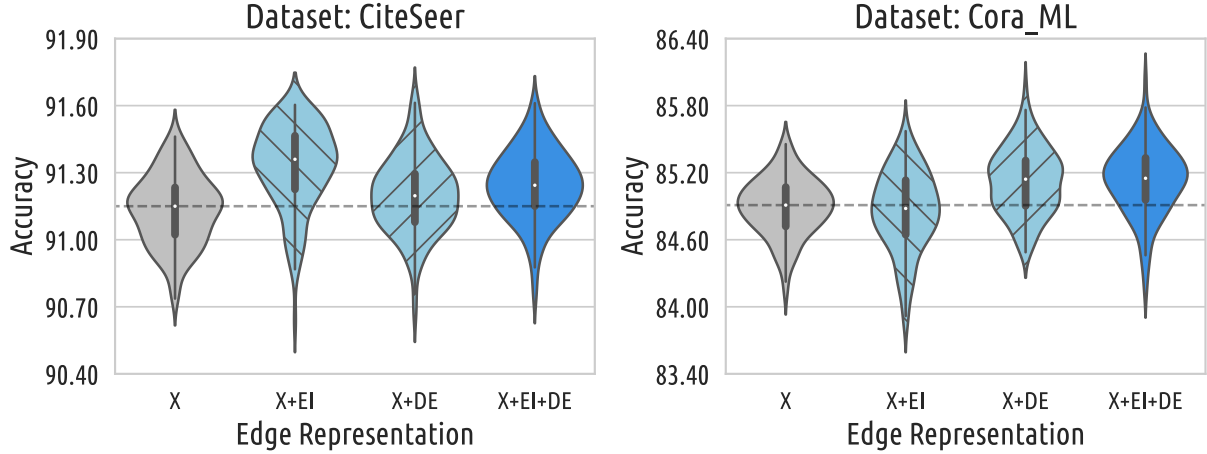 Dataset: CiteSeer
91.90
91.60
91.30
91.00
90.70
90.40
Accuracy
X
X+EI
X+DE
X+EI+DE
Edge Representation
Dataset: Cora_ML
86.40
85.80
85.20
84.60
84.00
83.40
Accuracy
X
X+EI
X+DE
X+EI+DE
Edge Representation